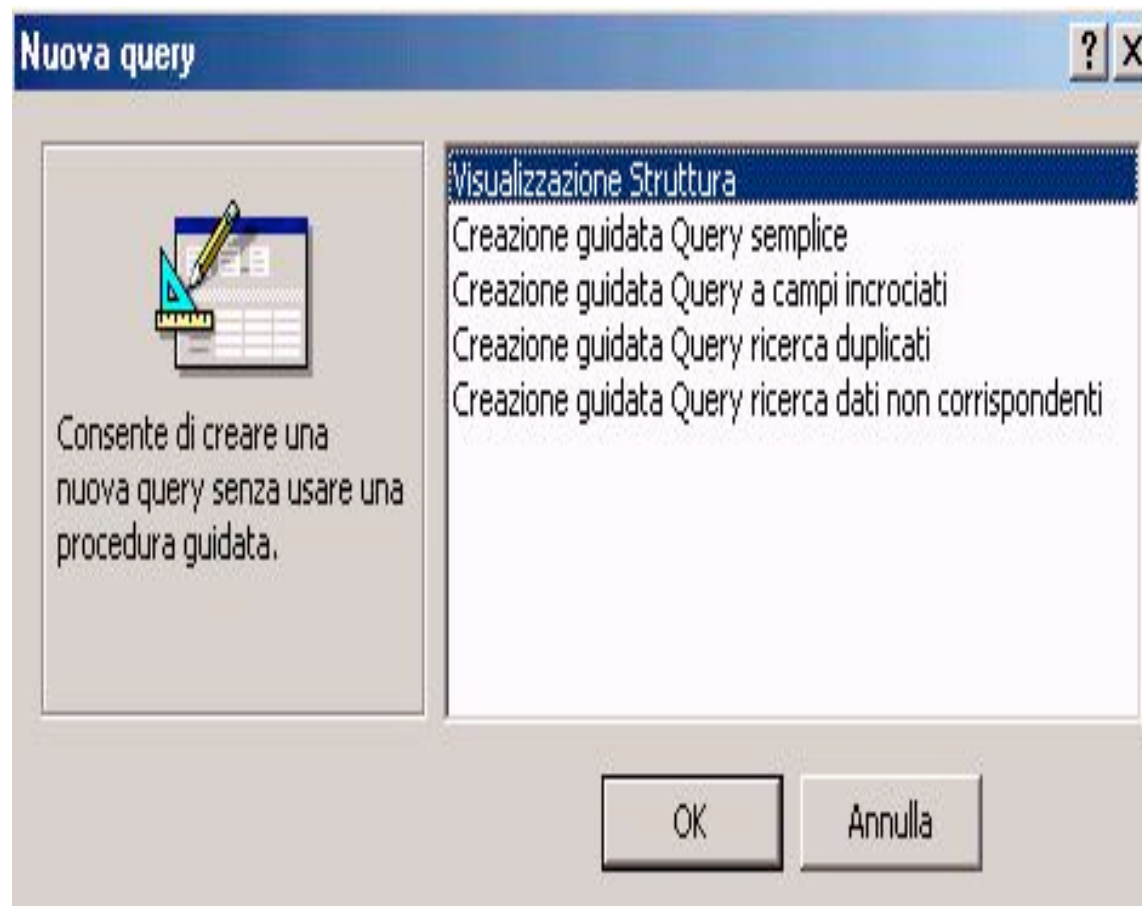 Nuova query
? X
Visualizzazione Struttura
Creazione guidata Query semplice
Creazione guidata Query a campi incrociati
Creazione guidata Query ricerca duplicati
Creazione guidata Query ricerca dati non corrispondenti
Consente di creare una
nuova query senza usare una
procedura guidata.
OK
Annulla